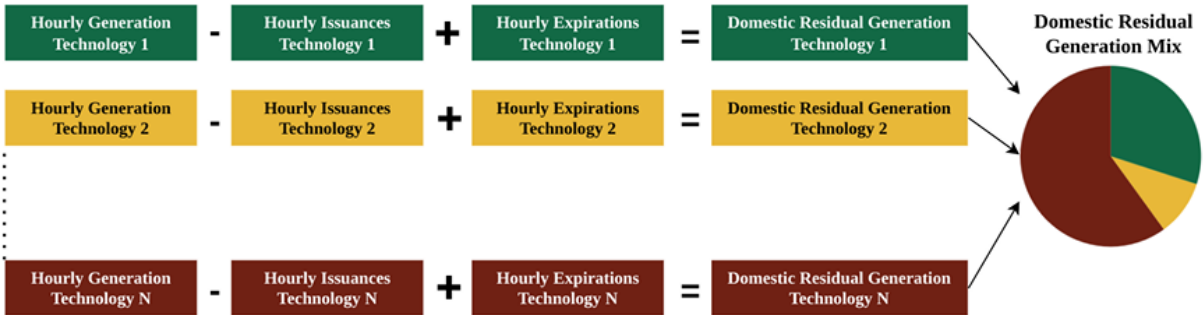 Hourly Generation
Technology 1
-
Hourly Issuances
Technology 1
+
Hourly Expirations
Technology 1
=
Domestic Residual Generation
Technology 1
Domestic Residual
Generation Mix
Hourly Generation
Technology 2
-
Hourly Issuances
Technology 2
+
Hourly Expirations
Technology 2
=
Domestic Residual Generation
Technology 2
Hourly Generation
Technology N
-
Hourly Issuances
Technology N
+
Hourly Expirations
Technology N
=
Domestic Residual Generation
Technology N